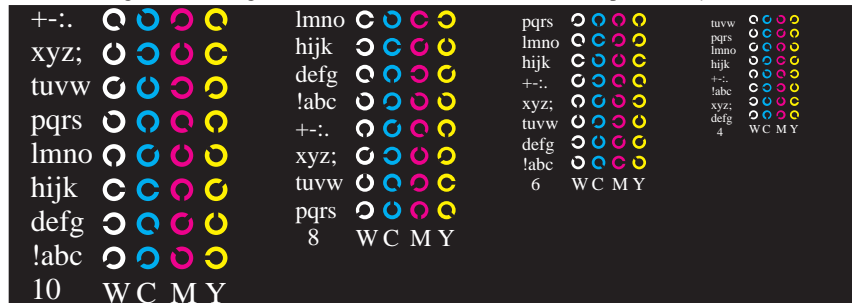 +-:.
xyz;
tuvw
pqrs
lmno
hijk
defg
!abc
10 W C M Y
lmno
hijk
defg
!abc
+-:.
xyz;
tuvw
pqrs
8 W C M Y
pqrs
lmno
hijk
+-:.
xyz;
tuvw
defg
!abc
6 W C M Y
tuvw
pqrs
lmno
hijk
+-:.
!abc
xyz;
defg
4 W C M Y